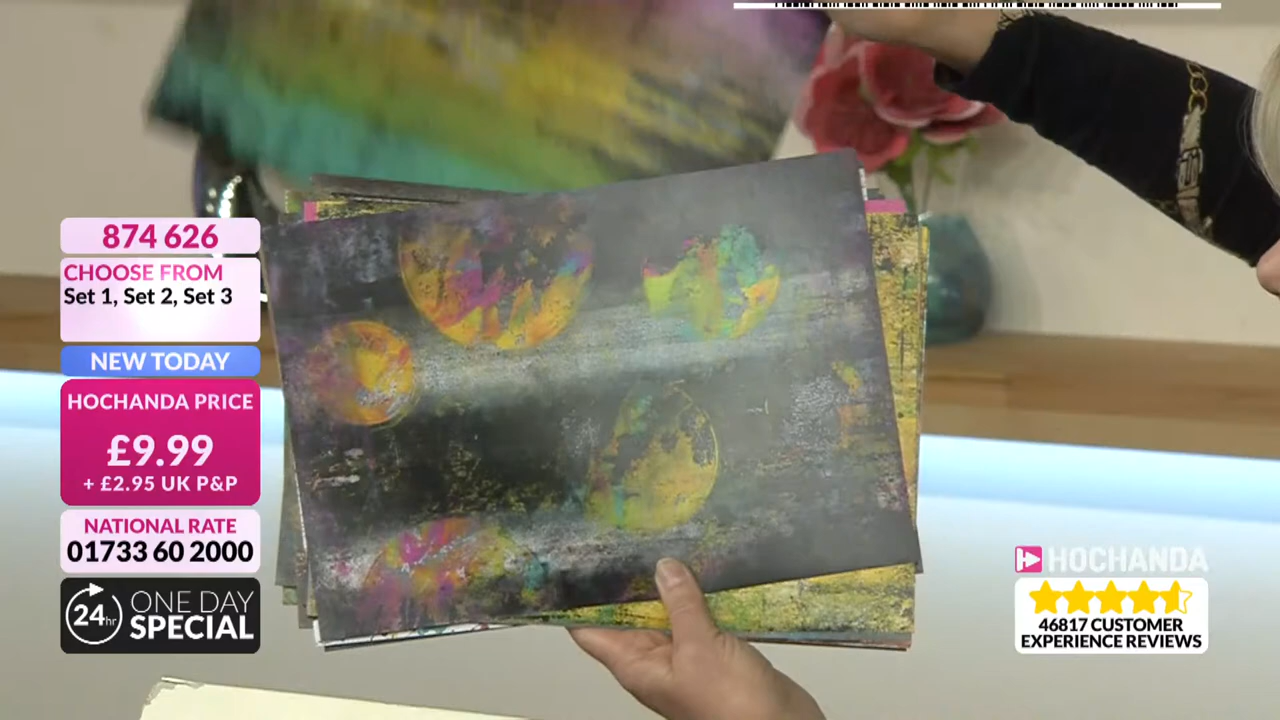 874 626
CHOOSE FROM
Set 1, Set 2, Set 3
NEW TODAY
HOCHANDA PRICE
£9.99
+ £2.95 UK P&P
NATIONAL RATE
01733 60 2000
24hr
ONE DAY
SPECIAL
HOCHANDA
46817 CUSTOMER
EXPERIENCE REVIEWS